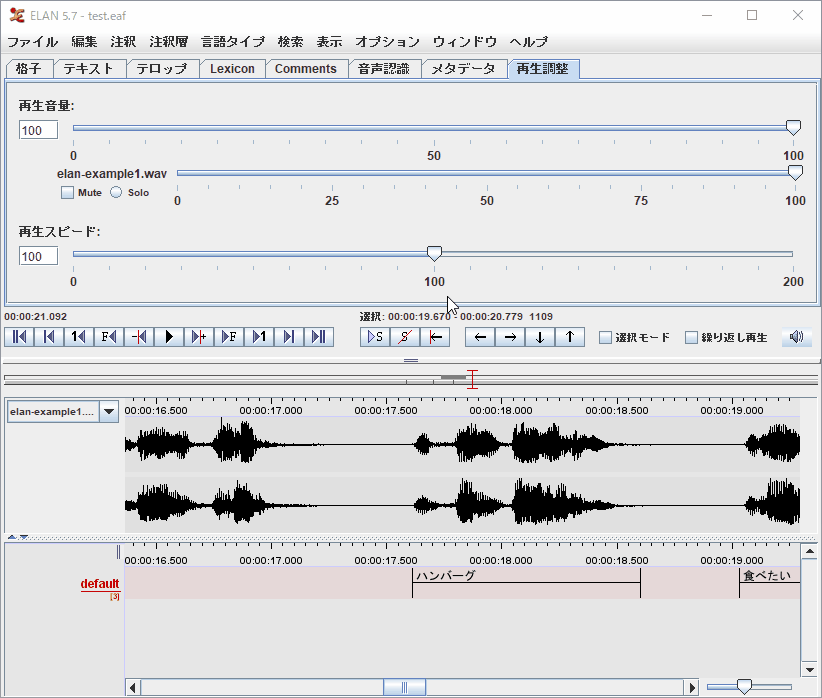 ELAN 5.7 - test.eaf
ファイル 編集 注釈 注釈層 言語タイプ 検索 表示 オプション ウィンドウ ヘルプ
格子 テキスト テロップ Lexicon Comments 音声認識 メタデータ 再生調整
再生音量:
100
0 50 100
elan-example1.wav
Mute Solo
0 25 50 75 100
再生スピード:
100
0 100 200
00:00:21.092 選択: 00:00:19.670 - 00:00:20.779 1109
1 F F 1 S S 選択モード 繰り返し再生
elan-example1....
00:00:16.500 00:00:17.000 00:00:17.500 00:00:18.000 00:00:18.500 00:00:19.000
00:00:16.500 00:00:17.000 00:00:17.500 00:00:18.000 00:00:18.500 00:00:19.000
default ハンバーグ 食べたい
[3]